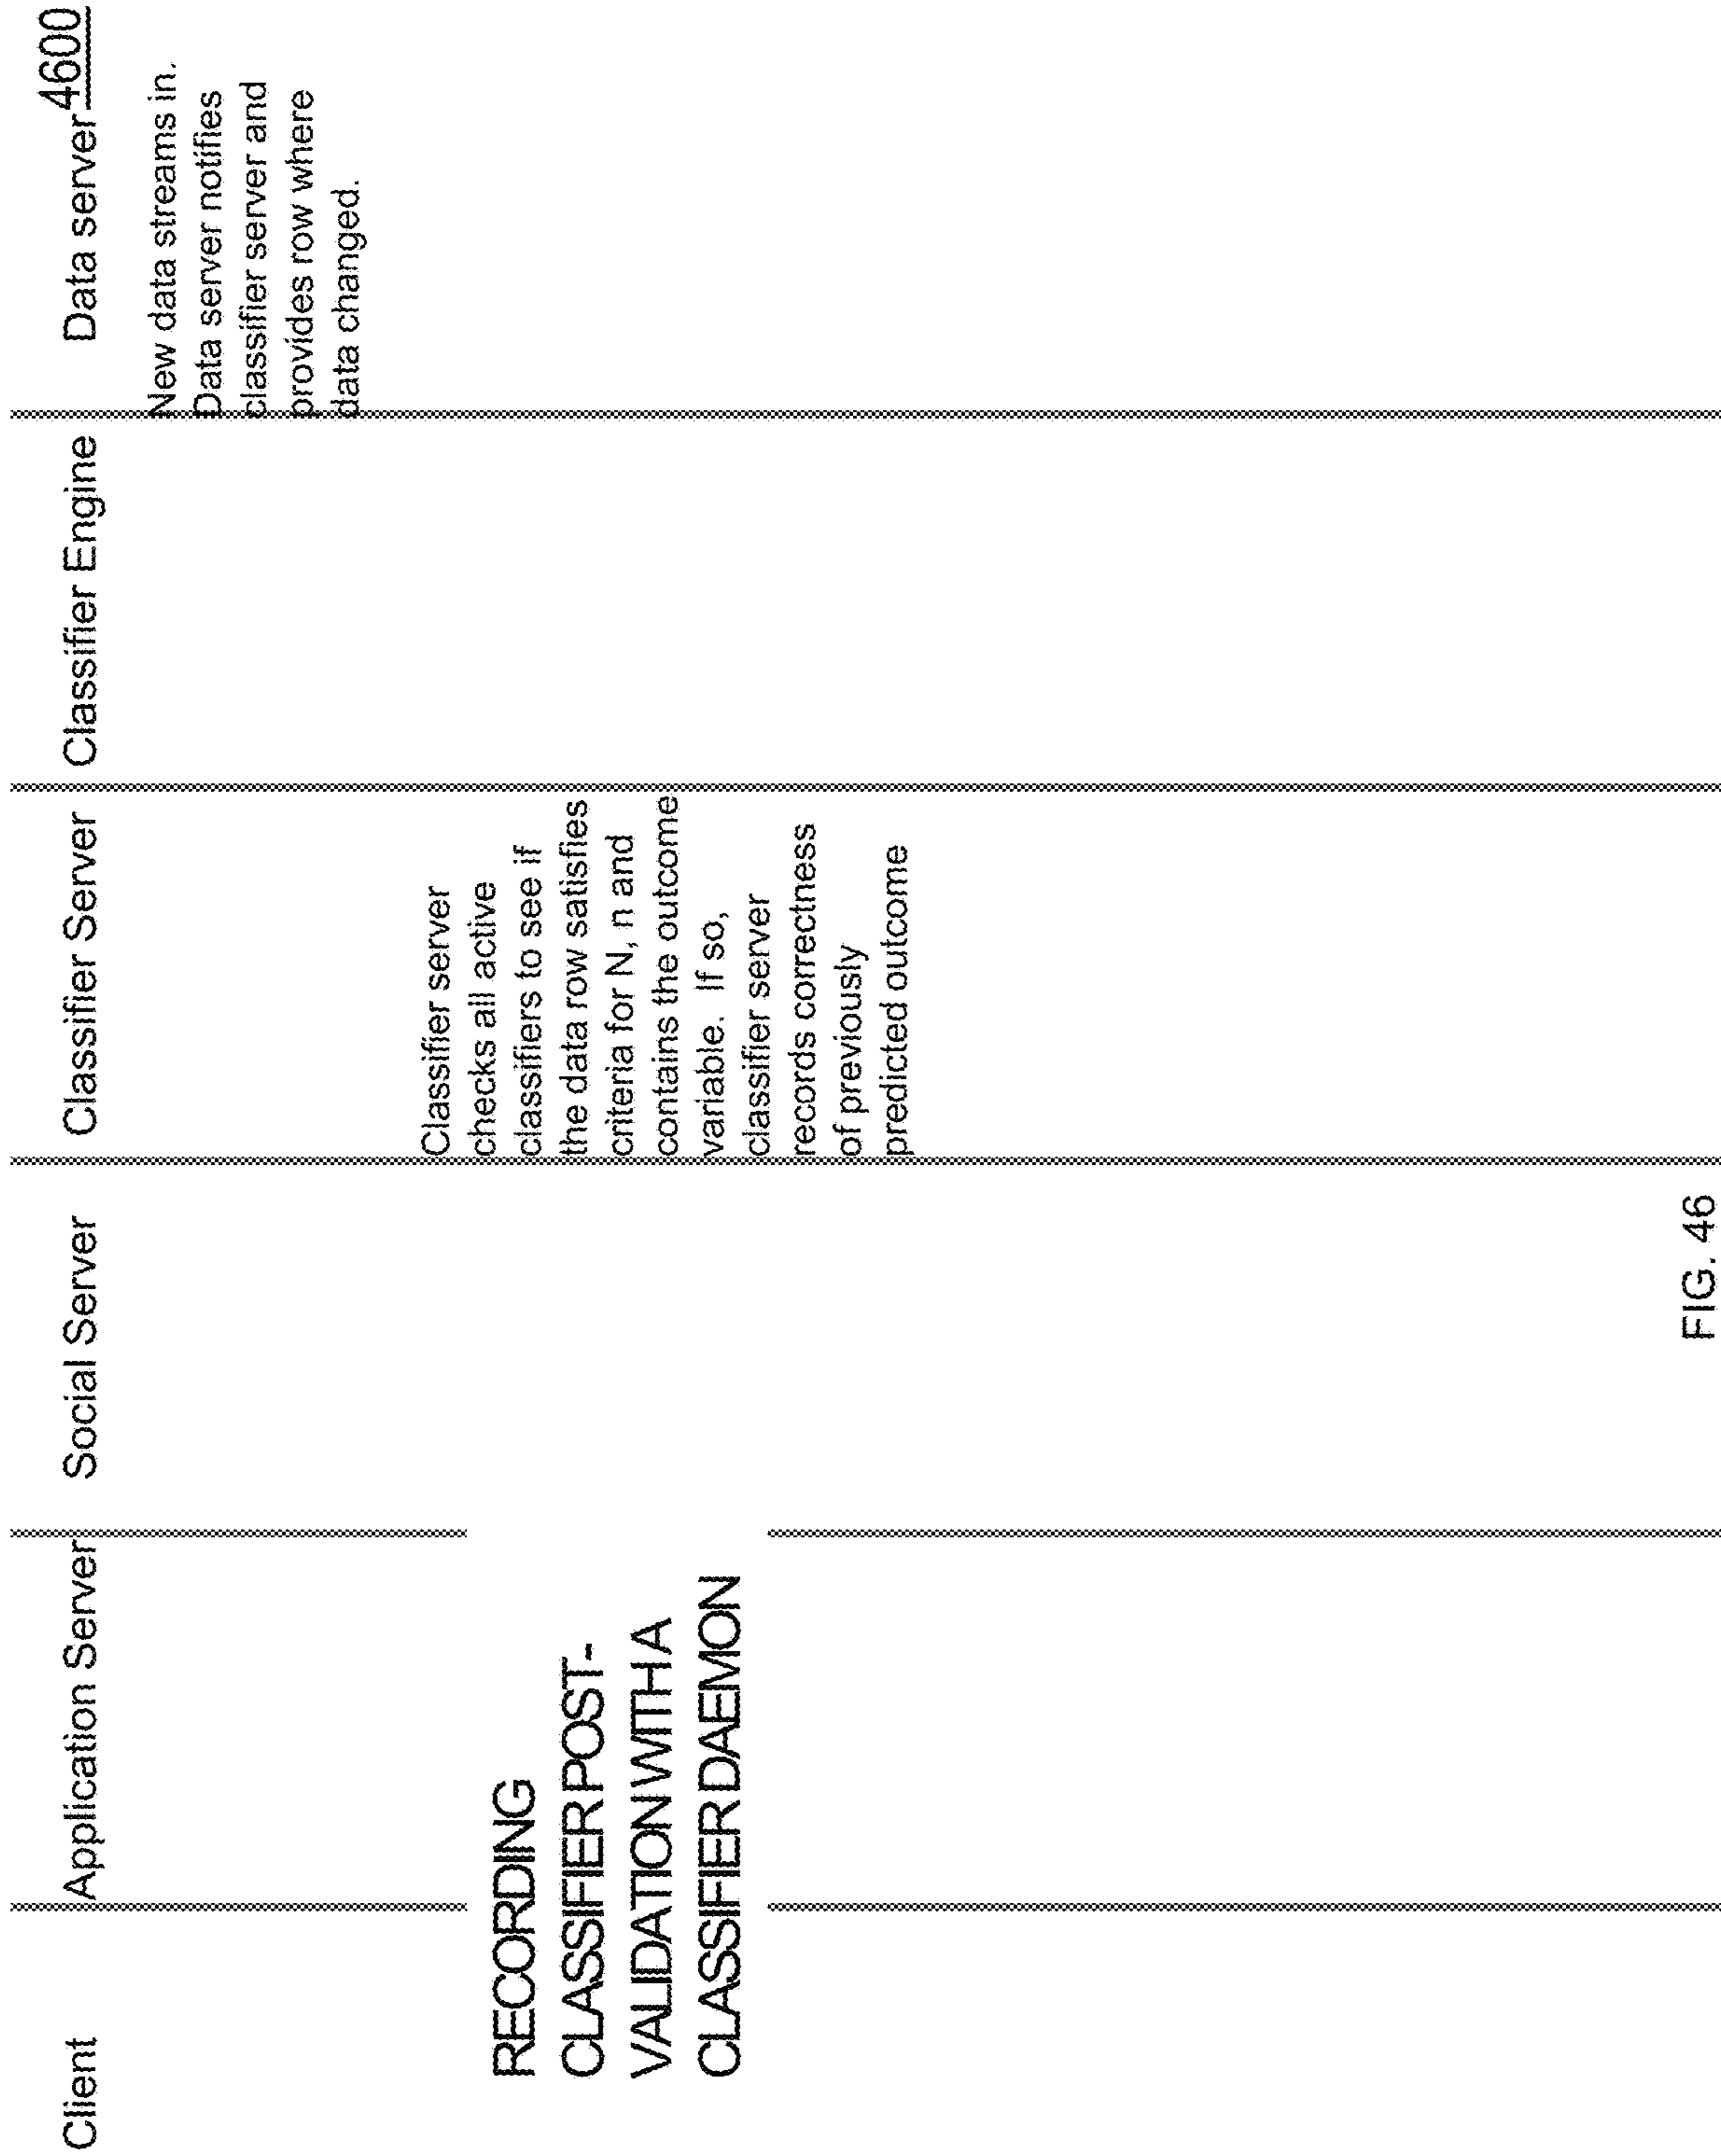 Client
Application Server
Social Server
Classifier Server
Classifier Engine
Data server
4600
New data streams in.
Data server notifies
classifier server and
provides row where
data changed.
Classifier server
checks all active
classifiers to see if
the data row satisfies
criteria for N, n and
contains the outcome
variable. If so,
classifier server
records correctness
of previously
predicted outcome
RECORDING
CLASSIFIER POST-
VALIDATION WITH A
CLASSIFIER DAEMON
FIG. 46